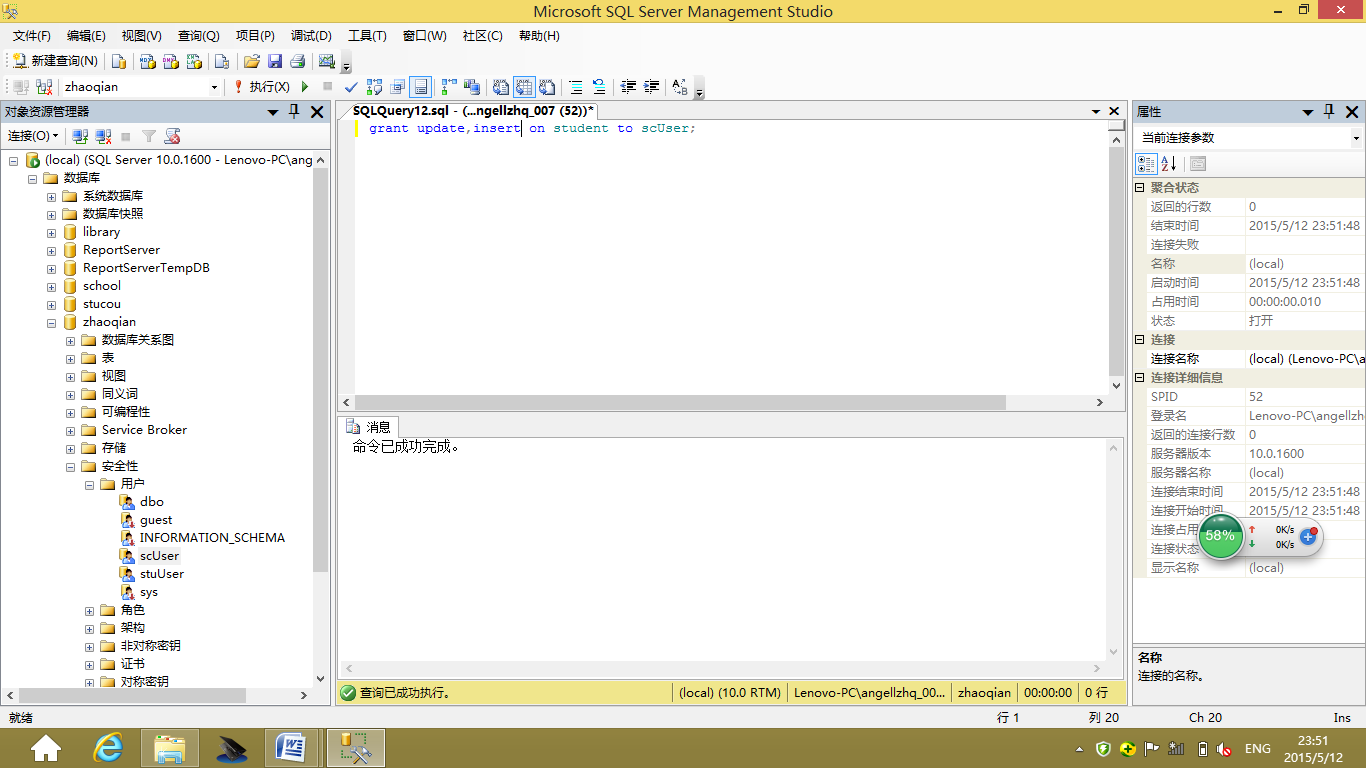 Microsoft SQL Server Management Studio
文件(F) 编辑(E) 视图(V) 查询(Q) 项目(P) 调试(D) 工具(T) 窗口(W) 社区(C) 帮助(H)
新建查询(N)
zhaoqian 执行(X)
对象资源管理器
连接(O)
(local) (SQL Server 10.0.1600 - Lenovo-PC\ang
数据库
系统数据库
数据库快照
library
ReportServer
ReportServerTempDB
school
stucou
zhaoqian
数据库关系图
表
视图
同义词
可编程性
Service Broker
存储
安全性
用户
dbo
guest
INFORMATION_SCHEMA
scUser
stuUser
sys
角色
架构
非对称密钥
证书
对称密钥
SQLQuery12.sql - (...ngellzhq_007 (52))*
grant update,insert on student to scUser;
消息
命令已成功完成。
查询已成功执行。 (local) (10.0 RTM) Lenovo-PC\angellzhq_00... zhaoqian 00:00:00 0 行
属性
当前连接参数
聚合状态
返回的行数 0
结束时间 2015/5/12 23:51:48
连接失败
名称 (local)
启动时间 2015/5/12 23:51:48
占用时间 00:00:00.010
状态 打开
连接
连接名称 (local) (Lenovo-PC\a
连接详细信息
SPID 52
登录名 Lenovo-PC\angellzh
返回的连接行数 0
服务器版本 10.0.1600
服务器名称 (local)
连接结束时间 2015/5/12 23:51:48
连接开始时间 2015/5/12 23:51:48
连接占用
连接状态
显示名称 (local)
58% 0K/s
0K/s
名称
连接的名称。
就绪 行 1 列 20 Ch 20 Ins
ENG 23:51
2015/5/12